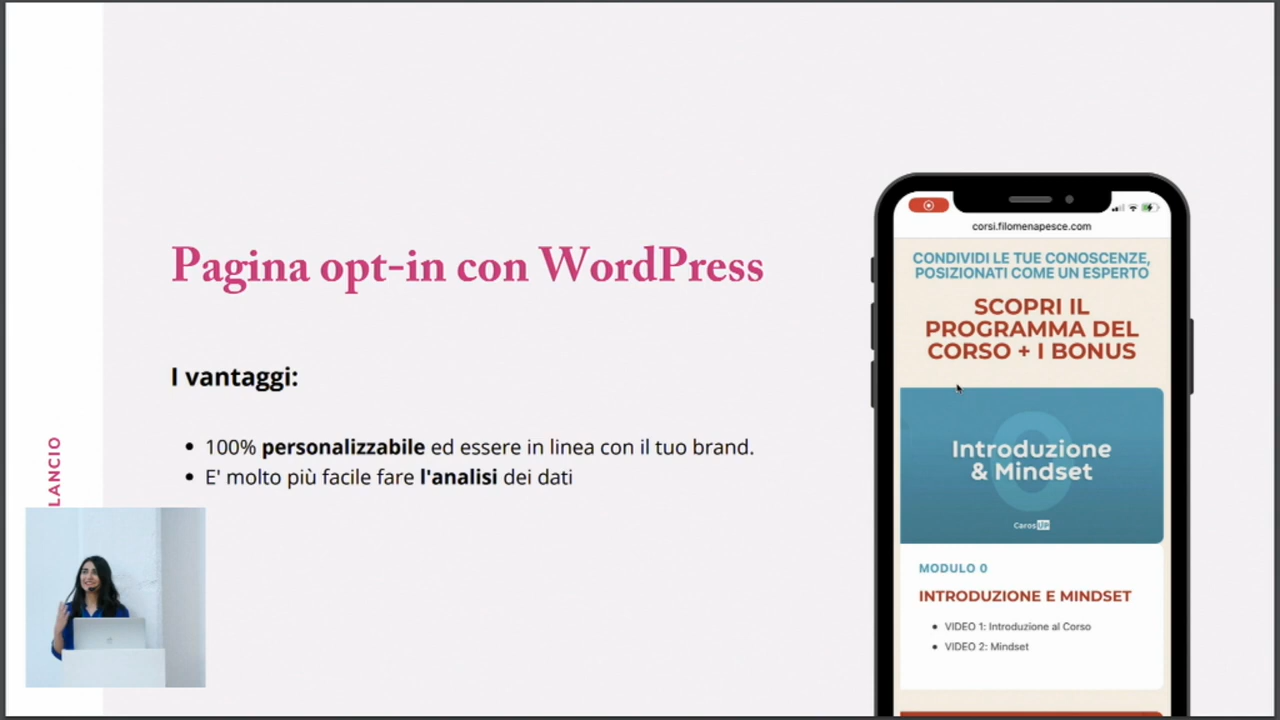 Pagina opt-in con WordPress
I vantaggi:
100% personalizzabile ed essere in linea con il tuo brand.
E' molto più facile fare l'analisi dei dati
LANCIO
corsi.filomenapesce.com
CONDIVIDI LE TUE CONOSCENZE,
POSIZIONATI COME UN ESPERTO
SCOPRI IL
PROGRAMMA DEL
CORSO + I BONUS
0
Introduzione
& Mindset
CarosUP
MODULO 0
INTRODUZIONE E MINDSET
VIDEO 1: Introduzione al Corso
VIDEO 2: Mindset